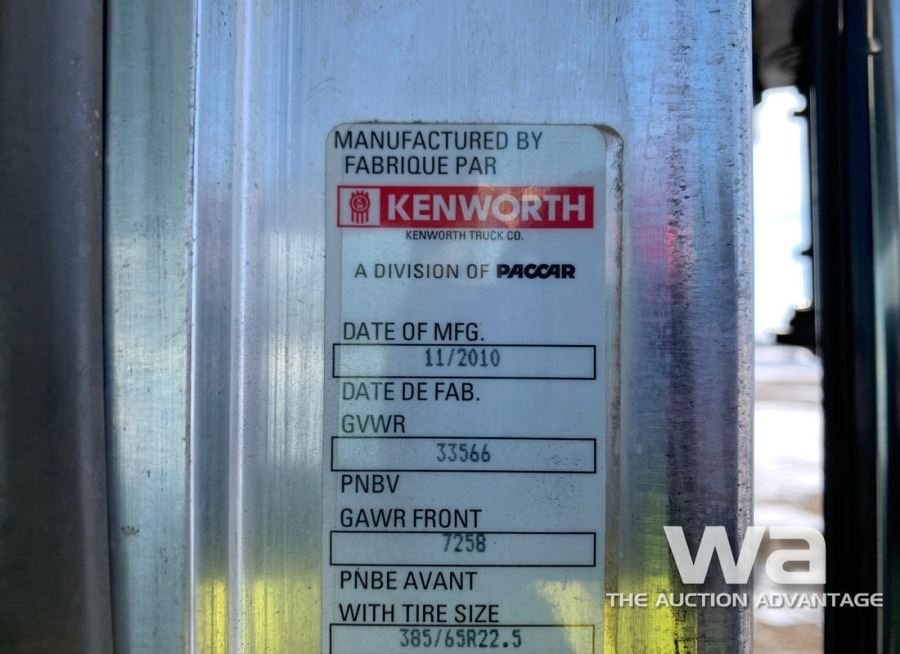 MANUFACTURED BY
FABRIQUE PAR
KENWORTH
KENWORTH TRUCK CO.
A DIVISION OF PACCAR
DATE OF MFG.
11/2010
DATE DE FAB.
GVWR
33566
PNBV
GAWR FRONT
7258
PNBE AVANT
WITH TIRE SIZE
385/65R22.5
wa
THE AUCTION ADVANTAGE